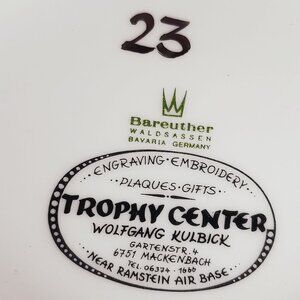 23
Bareuther
WALDSASSEN
BAVARIA GERMANY
ENGRAVING · EMBROIDERY
· PLAQUES · GIFTS ·
TROPHY CENTER
WOLFGANG KULBICK
GARTENSTR. 4
6751 MACKENBACH
TEL. 06374 · 1666
· NEAR RAMSTEIN AIR BASE ·